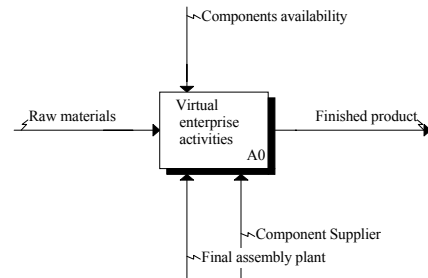 Components availability
Raw materials
Virtual
enterprise
activities
A0
Finished product
Component Supplier
Final assembly plant